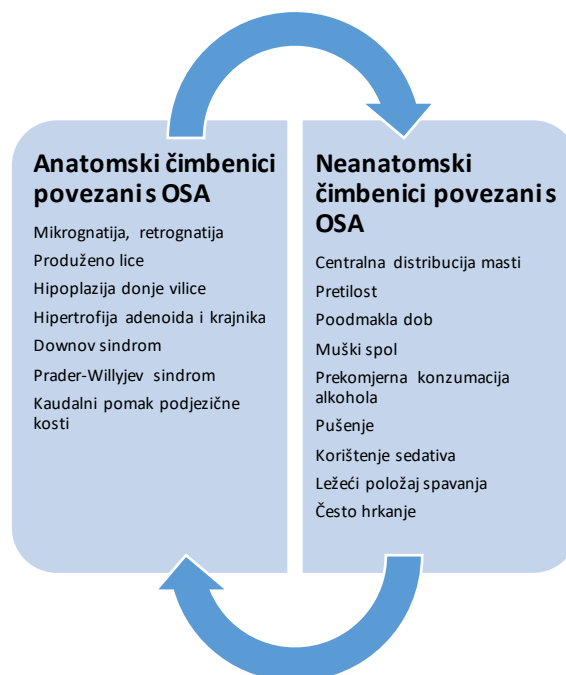 Anatomski čimbenici
povezani s OSA
Mikrognatija, retrognatija
Produženo lice
Hipoplazija donje vilice
Hipertrofija adenoida i krajnika
Downov sindrom
Prader-Willyjev sindrom
Kaudalni pomak podjezične
kosti
Neanatomski
čimbenici povezani s
OSA
Centralna distribucija masti
Pretilost
Poodmakla dob
Muški spol
Prekomjerna konzumacija
alkohola
Pušenje
Korištenje sedativa
Ležeći položaj spavanja
Često hrkanje